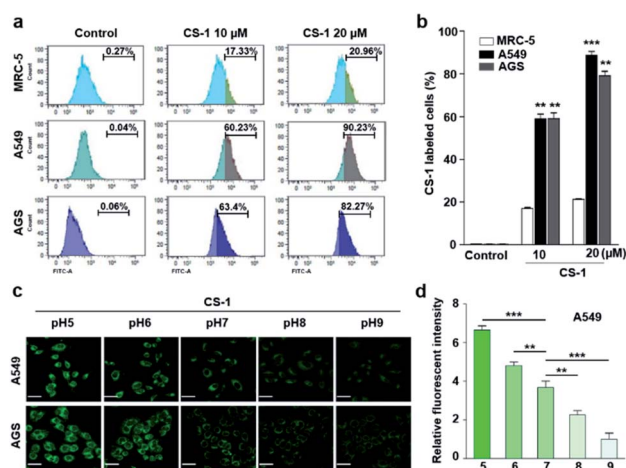 a
Control
CS-1 10 µM
CS-1 20 µM
MRC-5
Count
0.27%
17.33%
20.96%
A549
Count
0.04%
60.23%
90.23%
AGS
Count
0.06%
63.4%
82.27%
FITC-A
FITC-A
FITC-A
b
CS-1 labeled cells (%)
100
80
60
40
20
0
MRC-5
A549
AGS
** **
***
**
Control
10
20 (µM)
CS-1
c
CS-1
pH5
pH6
pH7
pH8
pH9
A549
AGS
d
A549
Relative fluorescent intensity
8
6
4
2
0
***
**
***
**
5
6
7
8
9